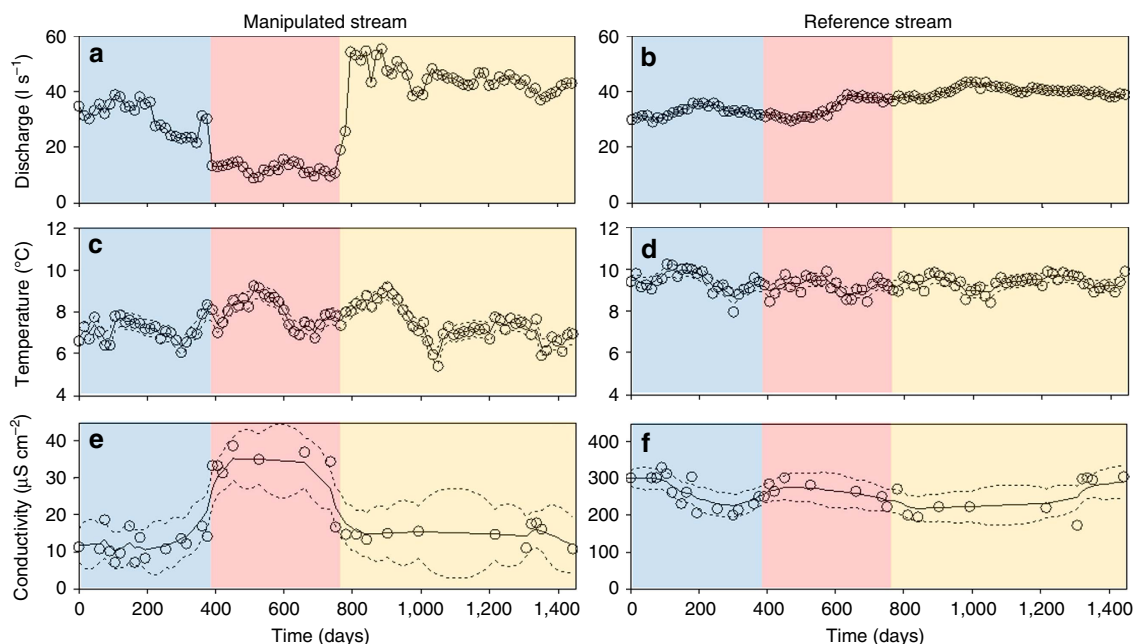 Manipulated stream
Reference stream
a
Discharge (l s⁻¹)
60
40
20
0
b
60
40
20
0
c
Temperature (°C)
12
10
8
6
4
d
12
10
8
6
4
e
Conductivity (µS cm⁻²)
40
30
20
10
0
0 200 400 600 800 1,000 1,200 1,400
Time (days)
f
400
300
200
100
0
0 200 400 600 800 1,000 1,200 1,400
Time (days)